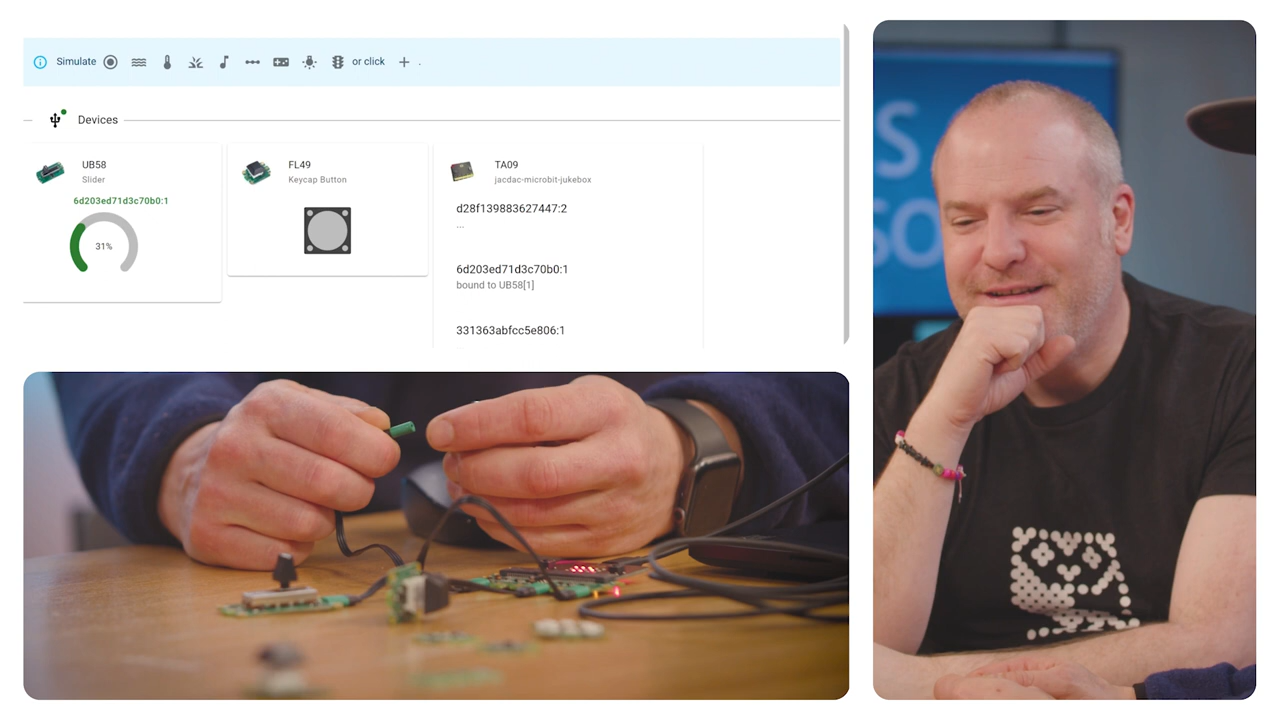 Simulate or click + .
Devices
UB58
Slider
6d203ed71d3c70b0:1
31%
FL49
Keycap Button
TA09
jacdac-microbit-jukebox
d28f139883627447:2
...
6d203ed71d3c70b0:1
bound to UB58[1]
331363abfcc5e806:1
S
SO